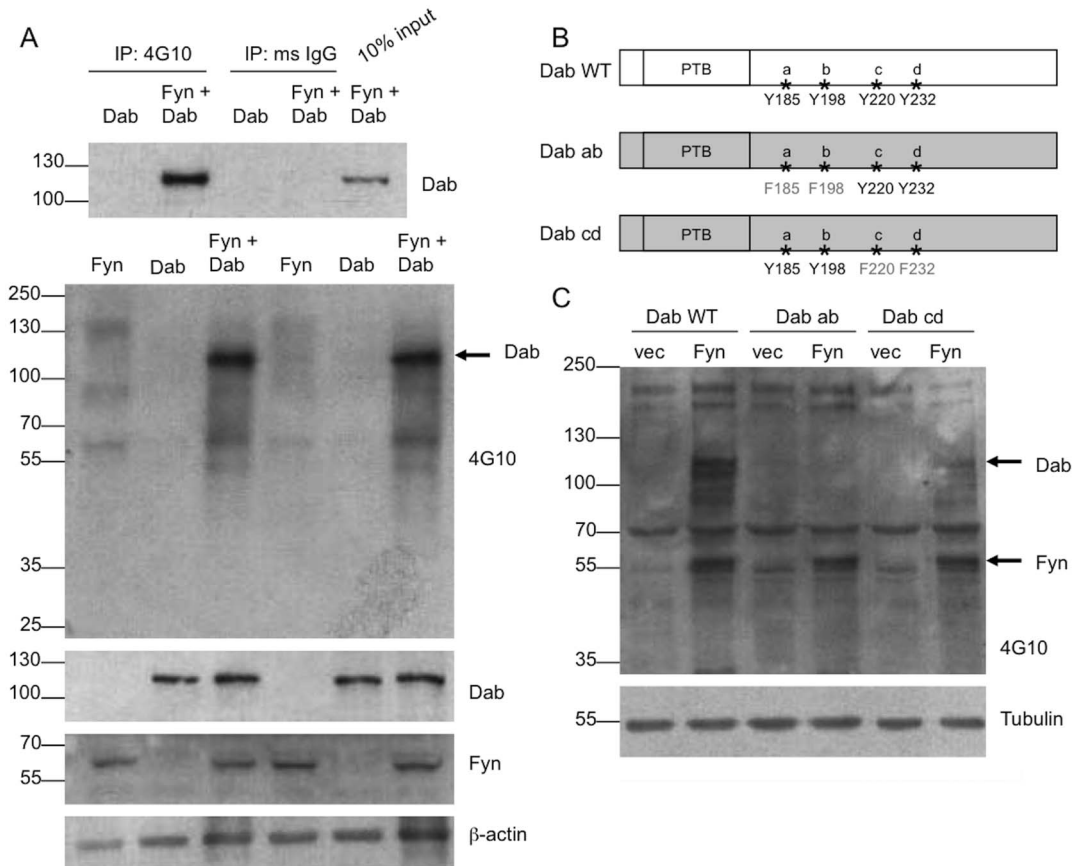 A
IP: 4G10 IP: ms IgG 10% input
Dab Fyn + Dab Dab Fyn + Dab Fyn + Dab
130
100
Dab
Fyn Dab Fyn + Dab Fyn Dab Fyn + Dab
250
130
100
70
55
35
25
Dab
4G10
130
100
Dab
70
55
Fyn
β-actin
B
Dab WT PTB a b c d
Y185 Y198 Y220 Y232
Dab ab PTB a b c d
F185 F198 Y220 Y232
Dab cd PTB a b c d
Y185 Y198 F220 F232
C
Dab WT Dab ab Dab cd
vec Fyn vec Fyn vec Fyn
250
130
100
70
55
35
Dab
Fyn
4G10
55
Tubulin